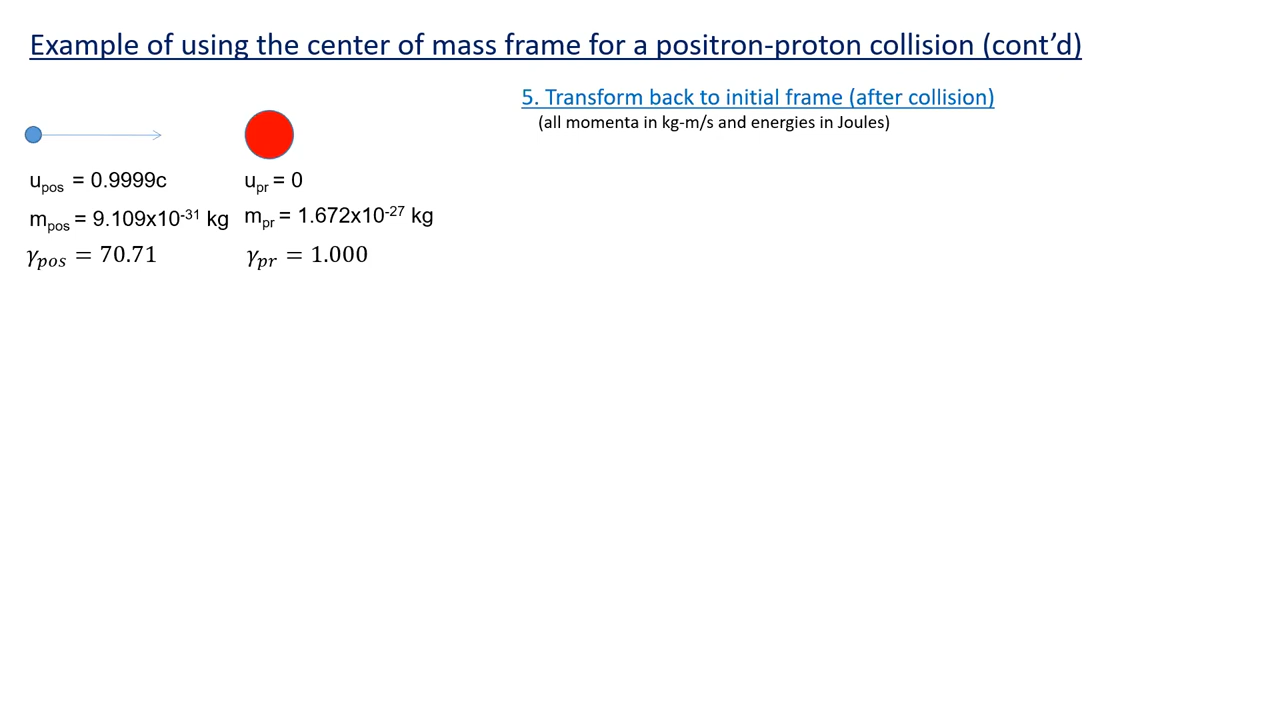 Example of using the center of mass frame for a positron-proton collision (cont’d)
5. Transform back to initial frame (after collision)
(all momenta in kg-m/s and energies in Joules)
u_pos = 0.9999c
u_pr = 0
m_pos = 9.109x10^-31 kg
m_pr = 1.672x10^-27 kg
γ_pos = 70.71
γ_pr = 1.000